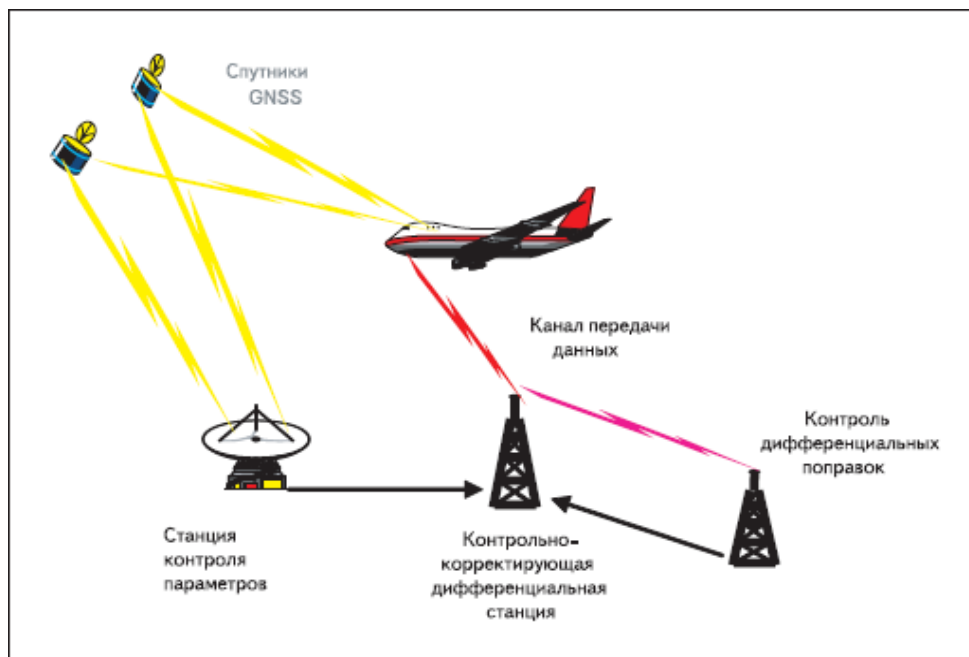 Спутники
GNSS
Канал передачи
данных
Контроль
дифференциальных
поправок
Станция
контроля
параметров
Контрольно-
корректирующая
дифференциальная
станция